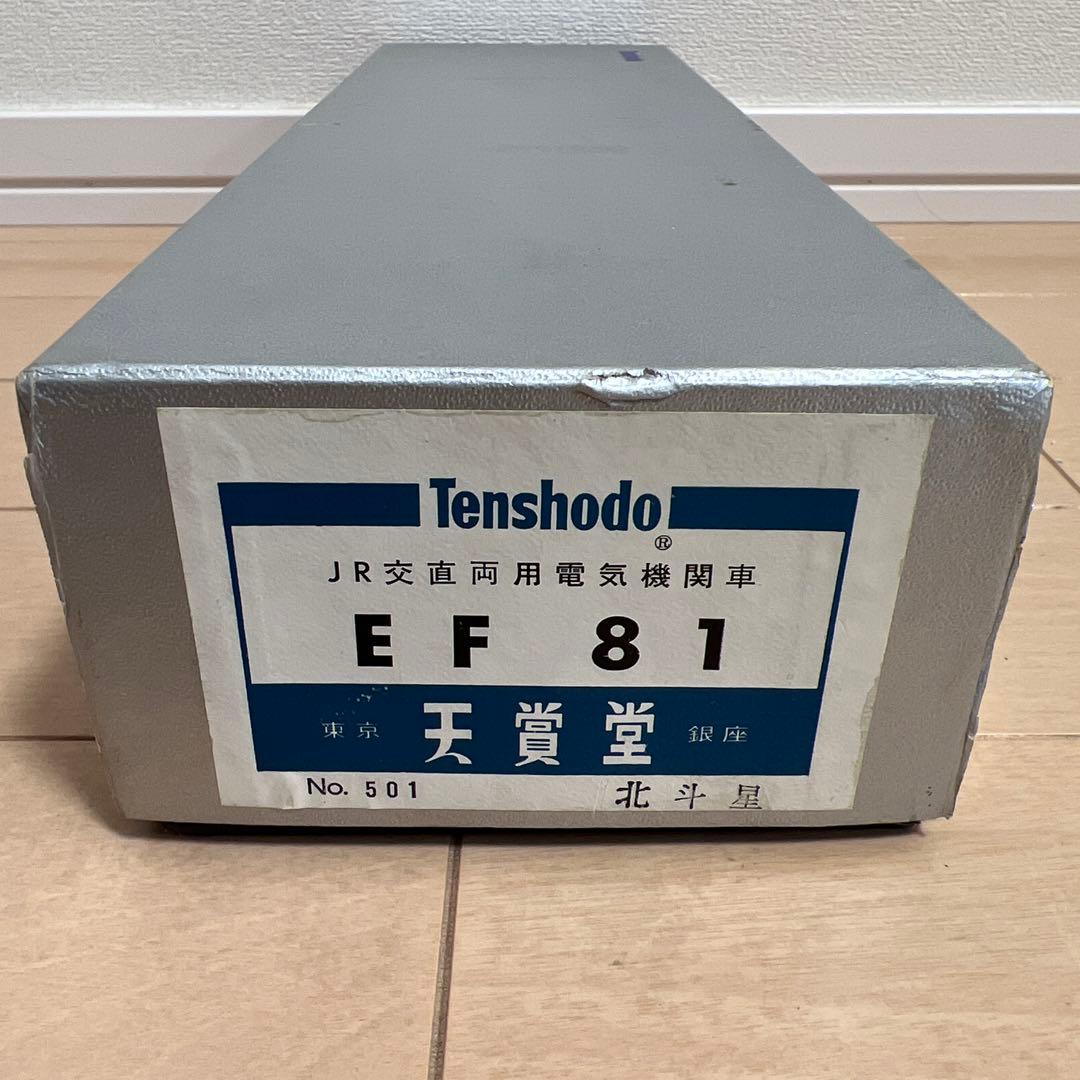 Tenshodo®
JR交直両用電気機関車
EF 81
東京 天賞堂 銀座
No. 501 北斗星